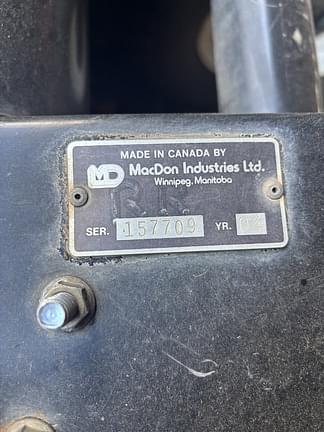 MADE IN CANADA BY
MD MacDon Industries Ltd.
Winnipeg, Manitoba
SER. 157709 YR.